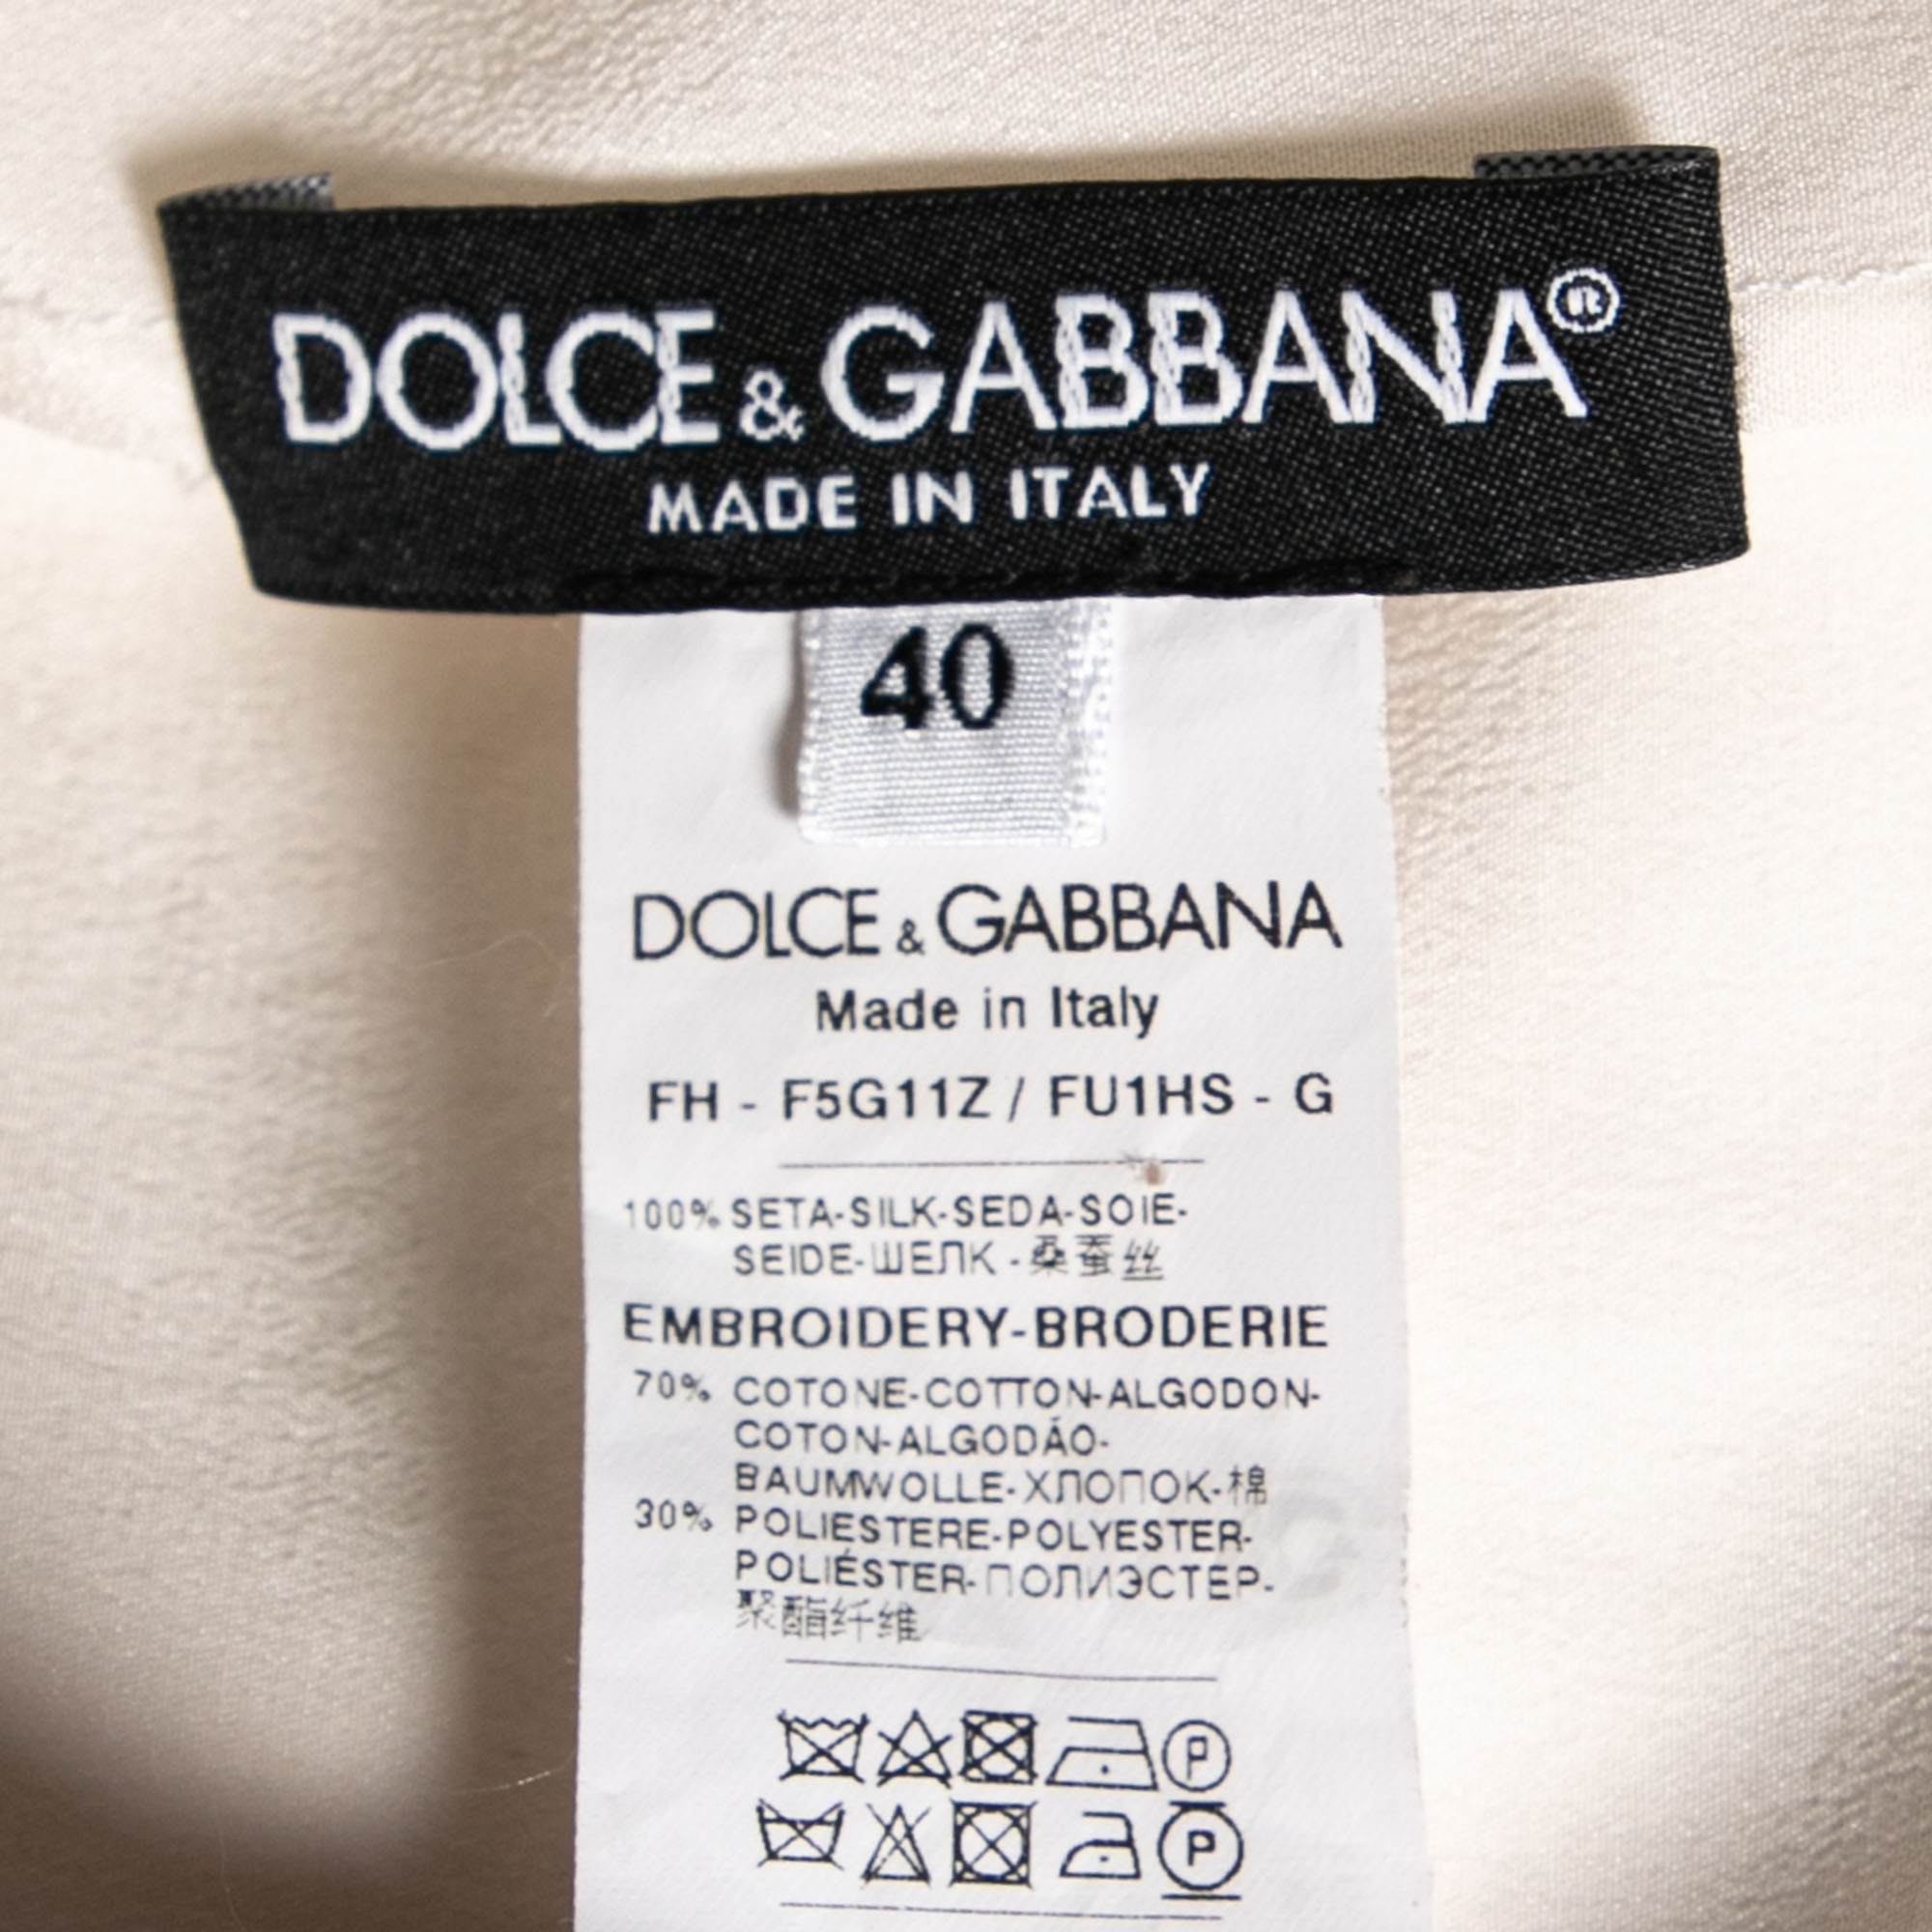 DOLCE & GABBANA®
MADE IN ITALY
40
DOLCE & GABBANA
Made in Italy
FH - F5G11Z / FU1HS - G
100% SETA-SILK-SEDA-SOIE-
SEIDE-ШЕЛК - 桑蚕丝
EMBROIDERY-BRODERIE
70% COTONE-COTTON-ALGODON-
COTON-ALGODÃO-
BAUMWOLLE-ХЛОПОК-棉
30% POLIESTERE-POLYESTER-
POLIÉSTER-ПОЛИЭСТЕР-
聚酯纤维
P
P